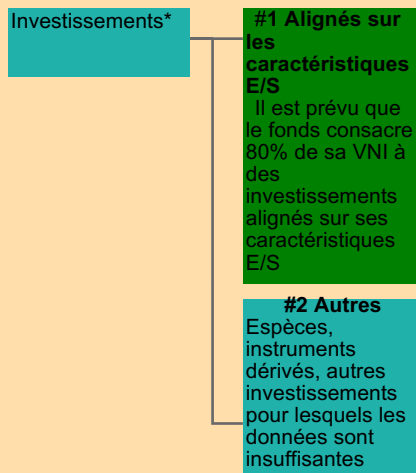 Investissements*
#1 Alignés sur
les
caractéristiques
E/S
Il est prévu que
le fonds consacre
80% de sa VNI à
des
investissements
alignés sur ses
caractéristiques
E/S
#2 Autres
Espèces,
instruments
dérivés, autres
investissements
pour lesquels les
données sont
insuffisantes